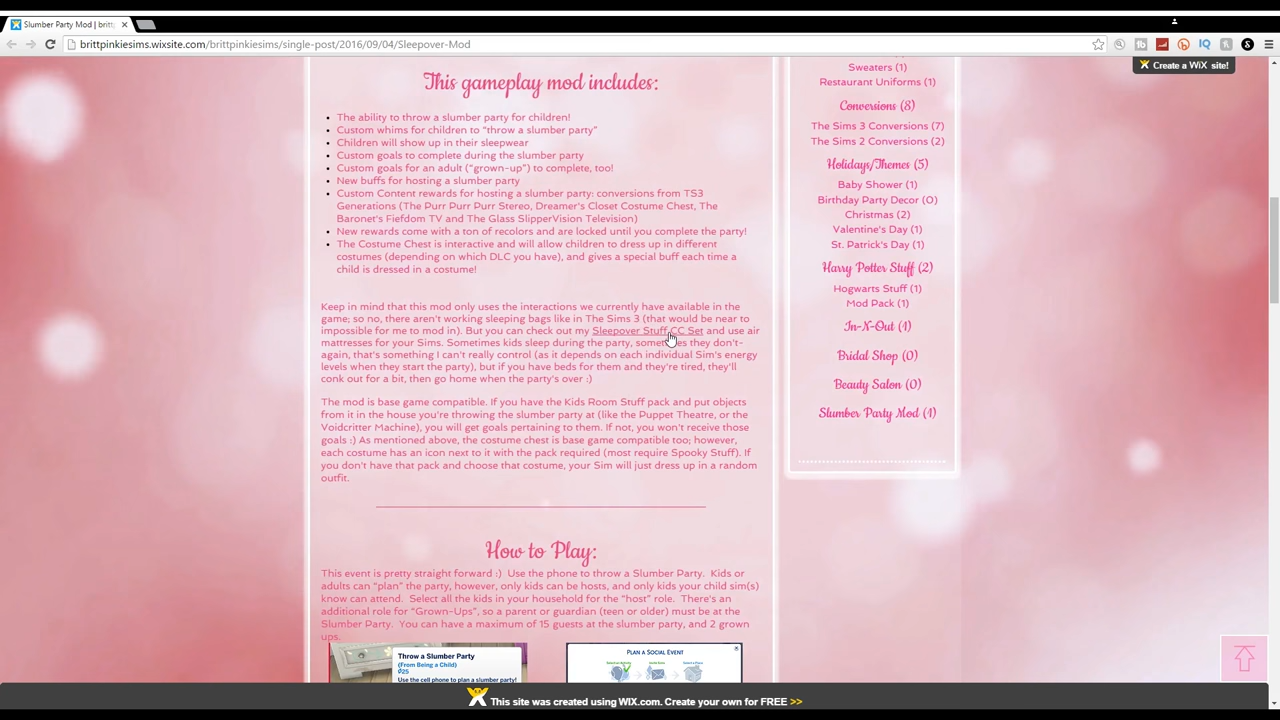 Slumber Party Mod | britt
brittpinkiesims.wixsite.com/brittpinkiesims/single-post/2016/09/04/Sleepover-Mod
Create a WiX site!
This gameplay mod includes:
The ability to throw a slumber party for children!
Custom whims for children to “throw a slumber party”
Children will show up in their sleepwear
Custom goals to complete during the slumber party
Custom goals for an adult (“grown-up”) to complete, too!
New buffs for hosting a slumber party
Custom Content rewards for hosting a slumber party: conversions from TS3
Generations (The Purr Purr Purr Stereo, Dreamer's Closet Costume Chest, The
Baronet's Fiefdom TV and The Glass SlipperVision Television)
New rewards come with a ton of recolors and are locked until you complete the party!
The Costume Chest is interactive and will allow children to dress up in different
costumes (depending on which DLC you have), and gives a special buff each time a
child is dressed in a costume!
Keep in mind that this mod only uses the interactions we currently have available in the
game; so no, there aren't working sleeping bags like in The Sims 3 (that would be near to
impossible for me to mod in). But you can check out my Sleepover Stuff CC Set and use air
mattresses for your Sims. Sometimes kids sleep during the party, sometimes they don't-
again, that's something I can't really control (as it depends on each individual Sim's energy
levels when they start the party), but if you have beds for them and they're tired, they'll
conk out for a bit, then go home when the party's over :)
The mod is base game compatible. If you have the Kids Room Stuff pack and put objects
from it in the house you're throwing the slumber party at (like the Puppet Theatre, or the
Voidcritter Machine), you will get goals pertaining to them. If not, you won't receive those
goals :) As mentioned above, the costume chest is base game compatible too; however,
each costume has an icon next to it with the pack required (most require Spooky Stuff). If
you don't have that pack and choose that costume, your Sim will just dress up in a random
outfit.
How to Play:
This event is pretty straight forward :) Use the phone to throw a Slumber Party. Kids or
adults can “plan” the party, however, only kids can be hosts, and only kids your child sim(s)
know can attend. Select all the kids in your household for the “host” role. There's an
additional role for “Grown-Ups”, so a parent or guardian (teen or older) must be at the
Slumber Party. You can have a maximum of 15 guests at the slumber party, and 2 grown
ups.
Throw a Slumber Party
(From Being a Child)
25
Use the cell phone to plan a slumber party!
PLAN A SOCIAL EVENT
Sweaters (1)
Restaurant Uniforms (1)
Conversions (8)
The Sims 3 Conversions (7)
The Sims 2 Conversions (2)
Holidays/Themes (5)
Baby Shower (1)
Birthday Party Decor (0)
Christmas (2)
Valentine's Day (1)
St. Patrick's Day (1)
Harry Potter Stuff (2)
Hogwarts Stuff (1)
Mod Pack (1)
In-N-Out (1)
Bridal Shop (0)
Beauty Salon (0)
Slumber Party Mod (1)
This site was created using WIX.com. Create your own for FREE >>